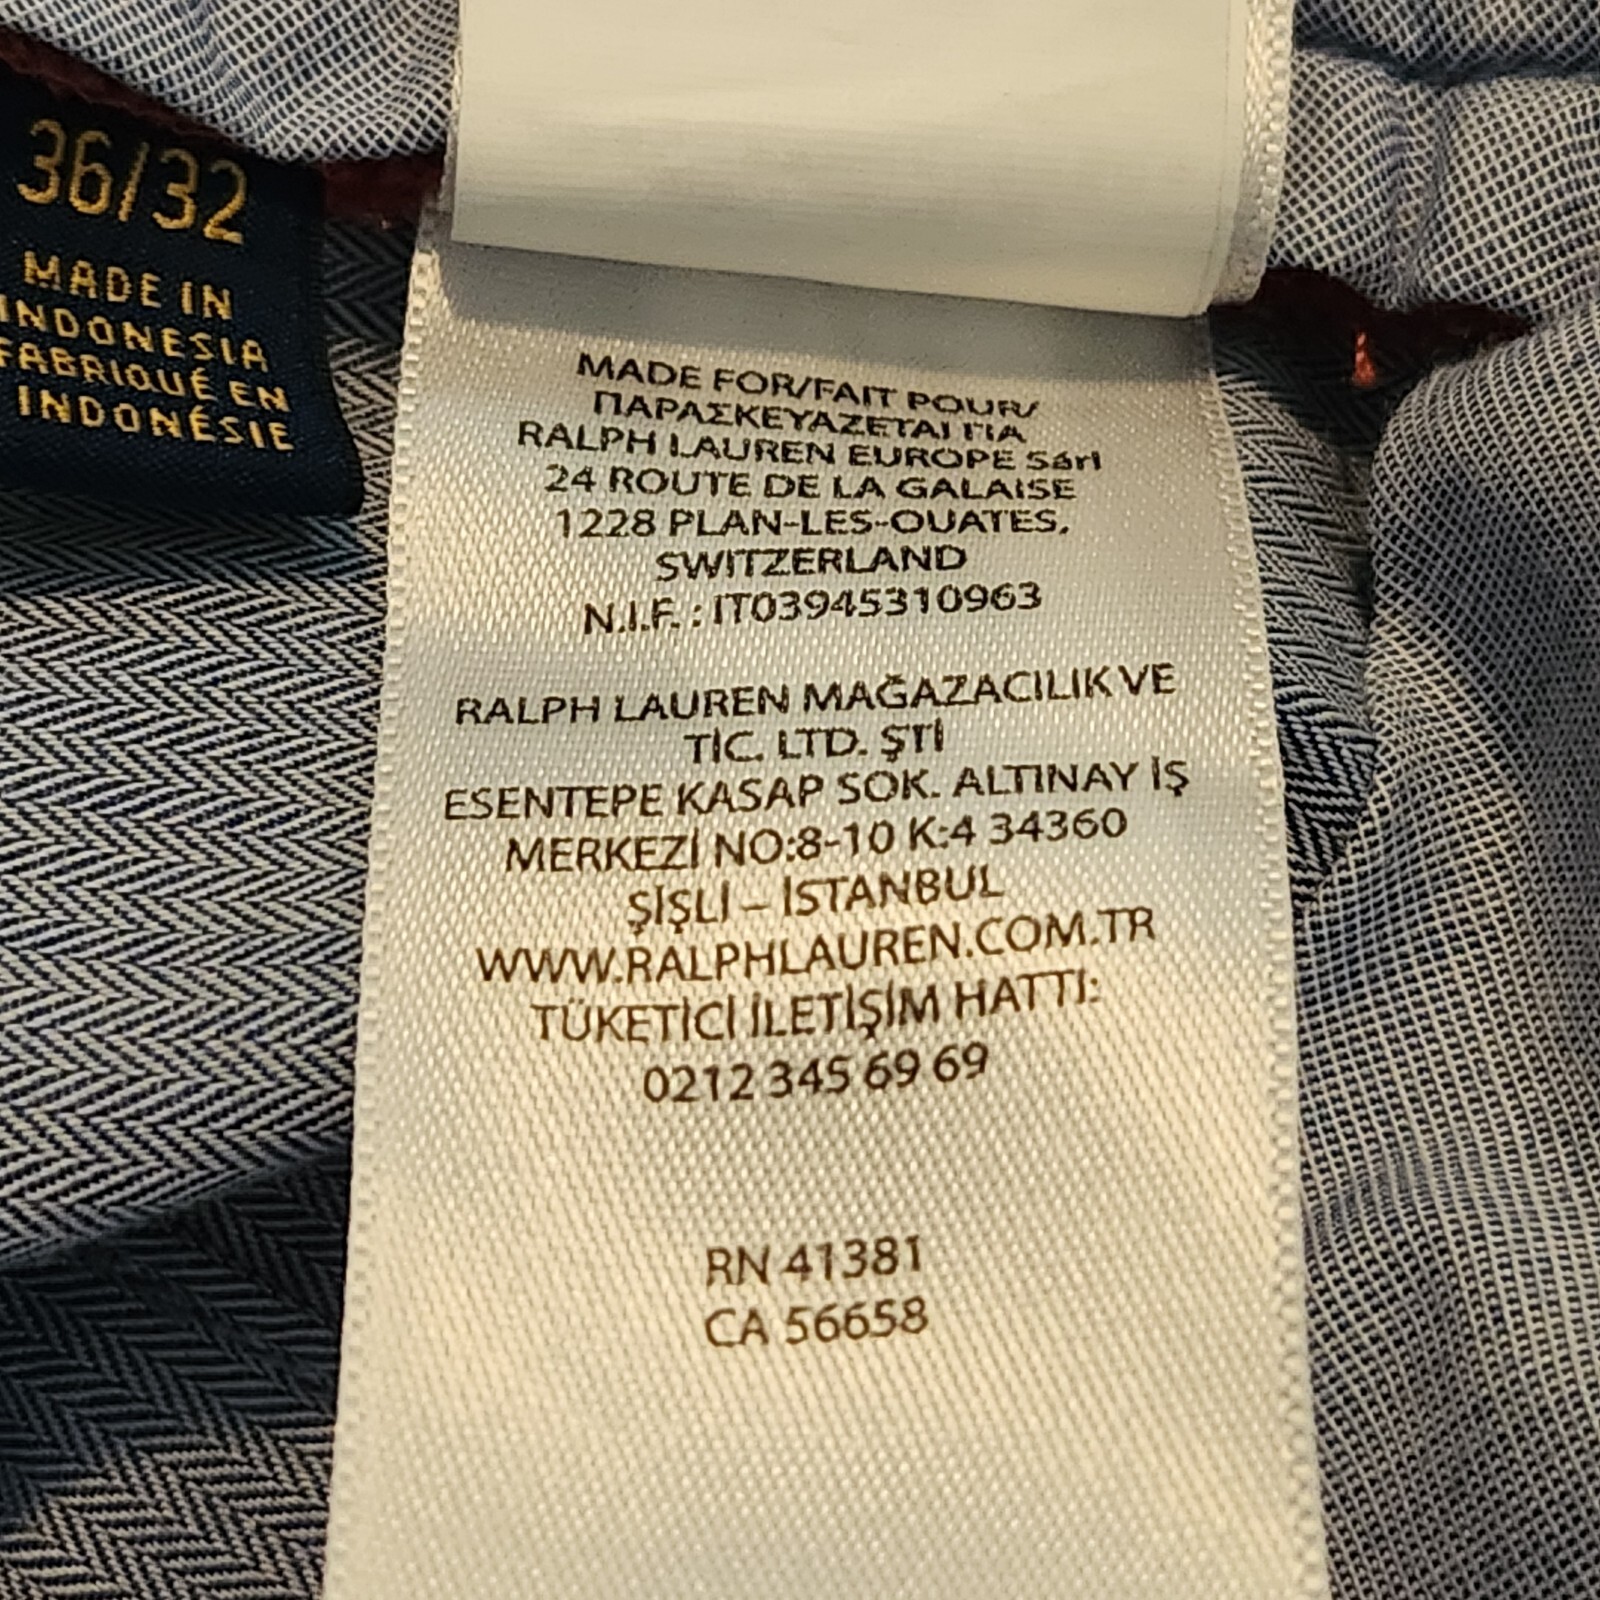 36/32
MADE IN
INDONESIA
FABRIQUÉ EN
INDONÉSIE
MADE FOR/FAIT POUR/
ΠΑΡΑΣΚΕΥΑΖΕΤΑΙ ΓΙΑ
RALPH LAUREN EUROPE Sárl
24 ROUTE DE LA GALAISE
1228 PLAN-LES-OUATES,
SWITZERLAND
N.I.F. : IT03945310963
RALPH LAUREN MAĞAZACILIK VE
TİC. LTD. ŞTİ
ESENTEPE KASAP SOK. ALTINAY İŞ
MERKEZİ NO:8-10 K:4 34360
ŞİŞLİ – İSTANBUL
WWW.RALPHLAUREN.COM.TR
TÜKETİCİ İLETİŞİM HATTI:
0212 345 69 69
RN 41381
CA 56658